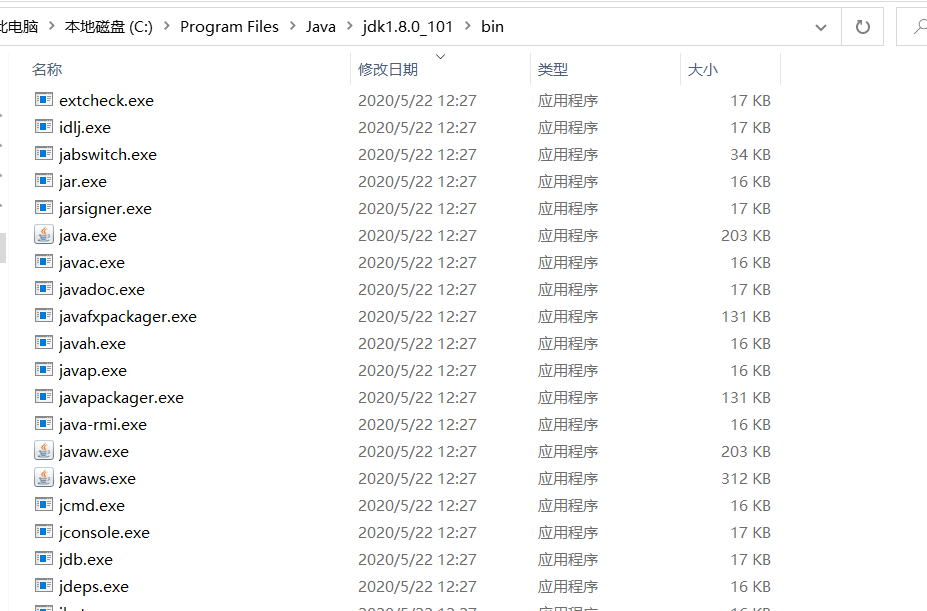 此电脑 > 本地磁盘 (C:) > Program Files > Java > jdk1.8.0_101 > bin
名称 修改日期 类型 大小
extcheck.exe 2020/5/22 12:27 应用程序 17 KB
idlj.exe 2020/5/22 12:27 应用程序 17 KB
jabswitch.exe 2020/5/22 12:27 应用程序 34 KB
jar.exe 2020/5/22 12:27 应用程序 16 KB
jarsigner.exe 2020/5/22 12:27 应用程序 17 KB
java.exe 2020/5/22 12:27 应用程序 203 KB
javac.exe 2020/5/22 12:27 应用程序 16 KB
javadoc.exe 2020/5/22 12:27 应用程序 17 KB
javafxpackager.exe 2020/5/22 12:27 应用程序 131 KB
javah.exe 2020/5/22 12:27 应用程序 16 KB
javap.exe 2020/5/22 12:27 应用程序 16 KB
javapackager.exe 2020/5/22 12:27 应用程序 131 KB
java-rmi.exe 2020/5/22 12:27 应用程序 16 KB
javaw.exe 2020/5/22 12:27 应用程序 203 KB
javaws.exe 2020/5/22 12:27 应用程序 312 KB
jcmd.exe 2020/5/22 12:27 应用程序 16 KB
jconsole.exe 2020/5/22 12:27 应用程序 17 KB
jdb.exe 2020/5/22 12:27 应用程序 17 KB
jdeps.exe 2020/5/22 12:27 应用程序 16 KB